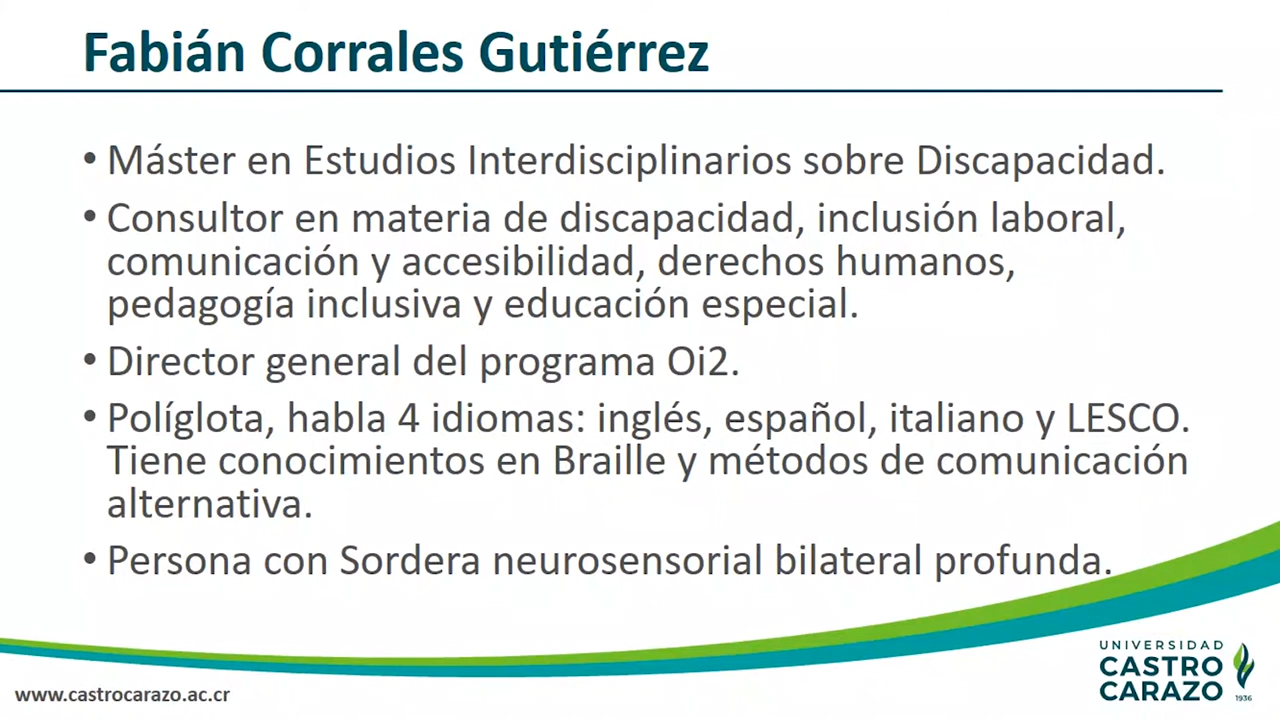 Fabián Corrales Gutiérrez
• Máster en Estudios Interdisciplinarios sobre Discapacidad.
• Consultor en materia de discapacidad, inclusión laboral,
comunicación y accesibilidad, derechos humanos,
pedagogía inclusiva y educación especial.
• Director general del programa Oi2.
• Políglota, habla 4 idiomas: inglés, español, italiano y LESCO.
Tiene conocimientos en Braille y métodos de comunicación
alternativa.
• Persona con Sordera neurosensorial bilateral profunda.
www.castrocarazo.ac.cr
UNIVERSIDAD
CASTRO
CARAZO
1936